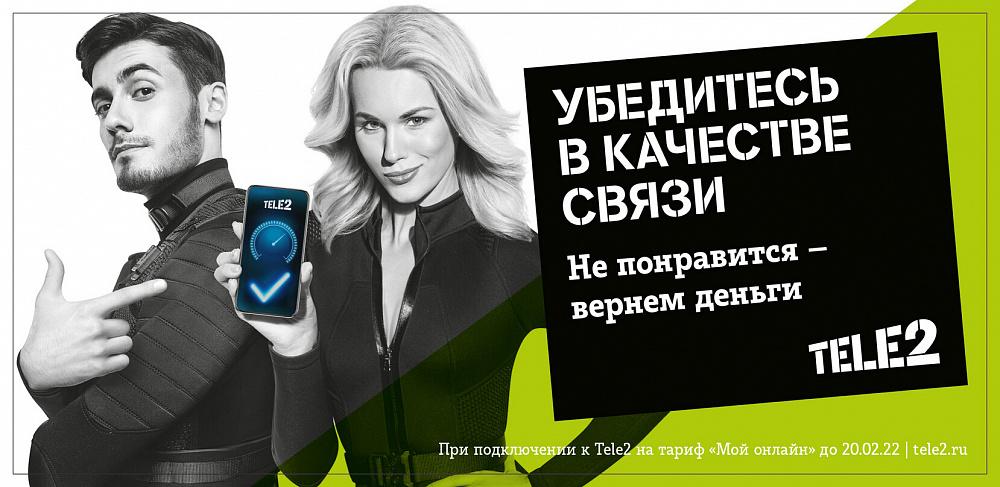 TELE2
УБЕДИТЕСЬ
В КАЧЕСТВЕ
СВЯЗИ
Не понравится –
вернем деньги
TELE2
При подключении к Tele2 на тариф «Мой онлайн» до 20.02.22 | tele2.ru